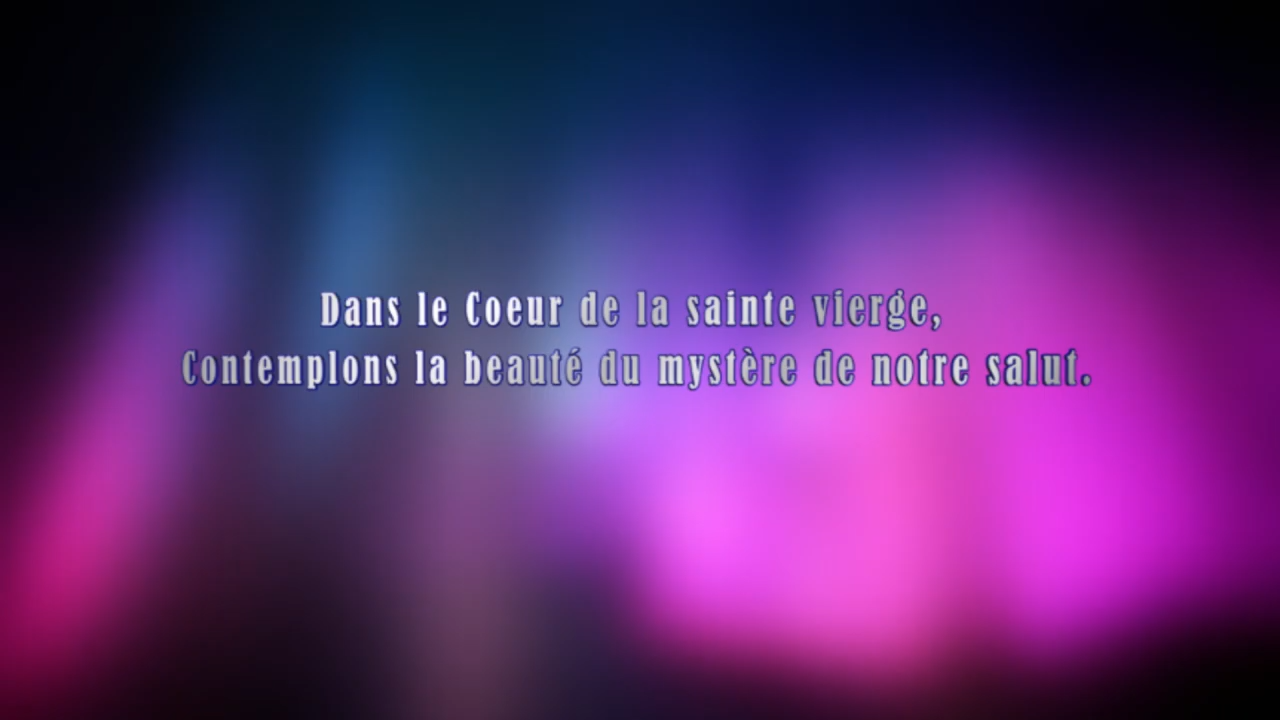 Dans le Coeur de la sainte vierge,
Contemplons la beauté du mystère de notre salut.